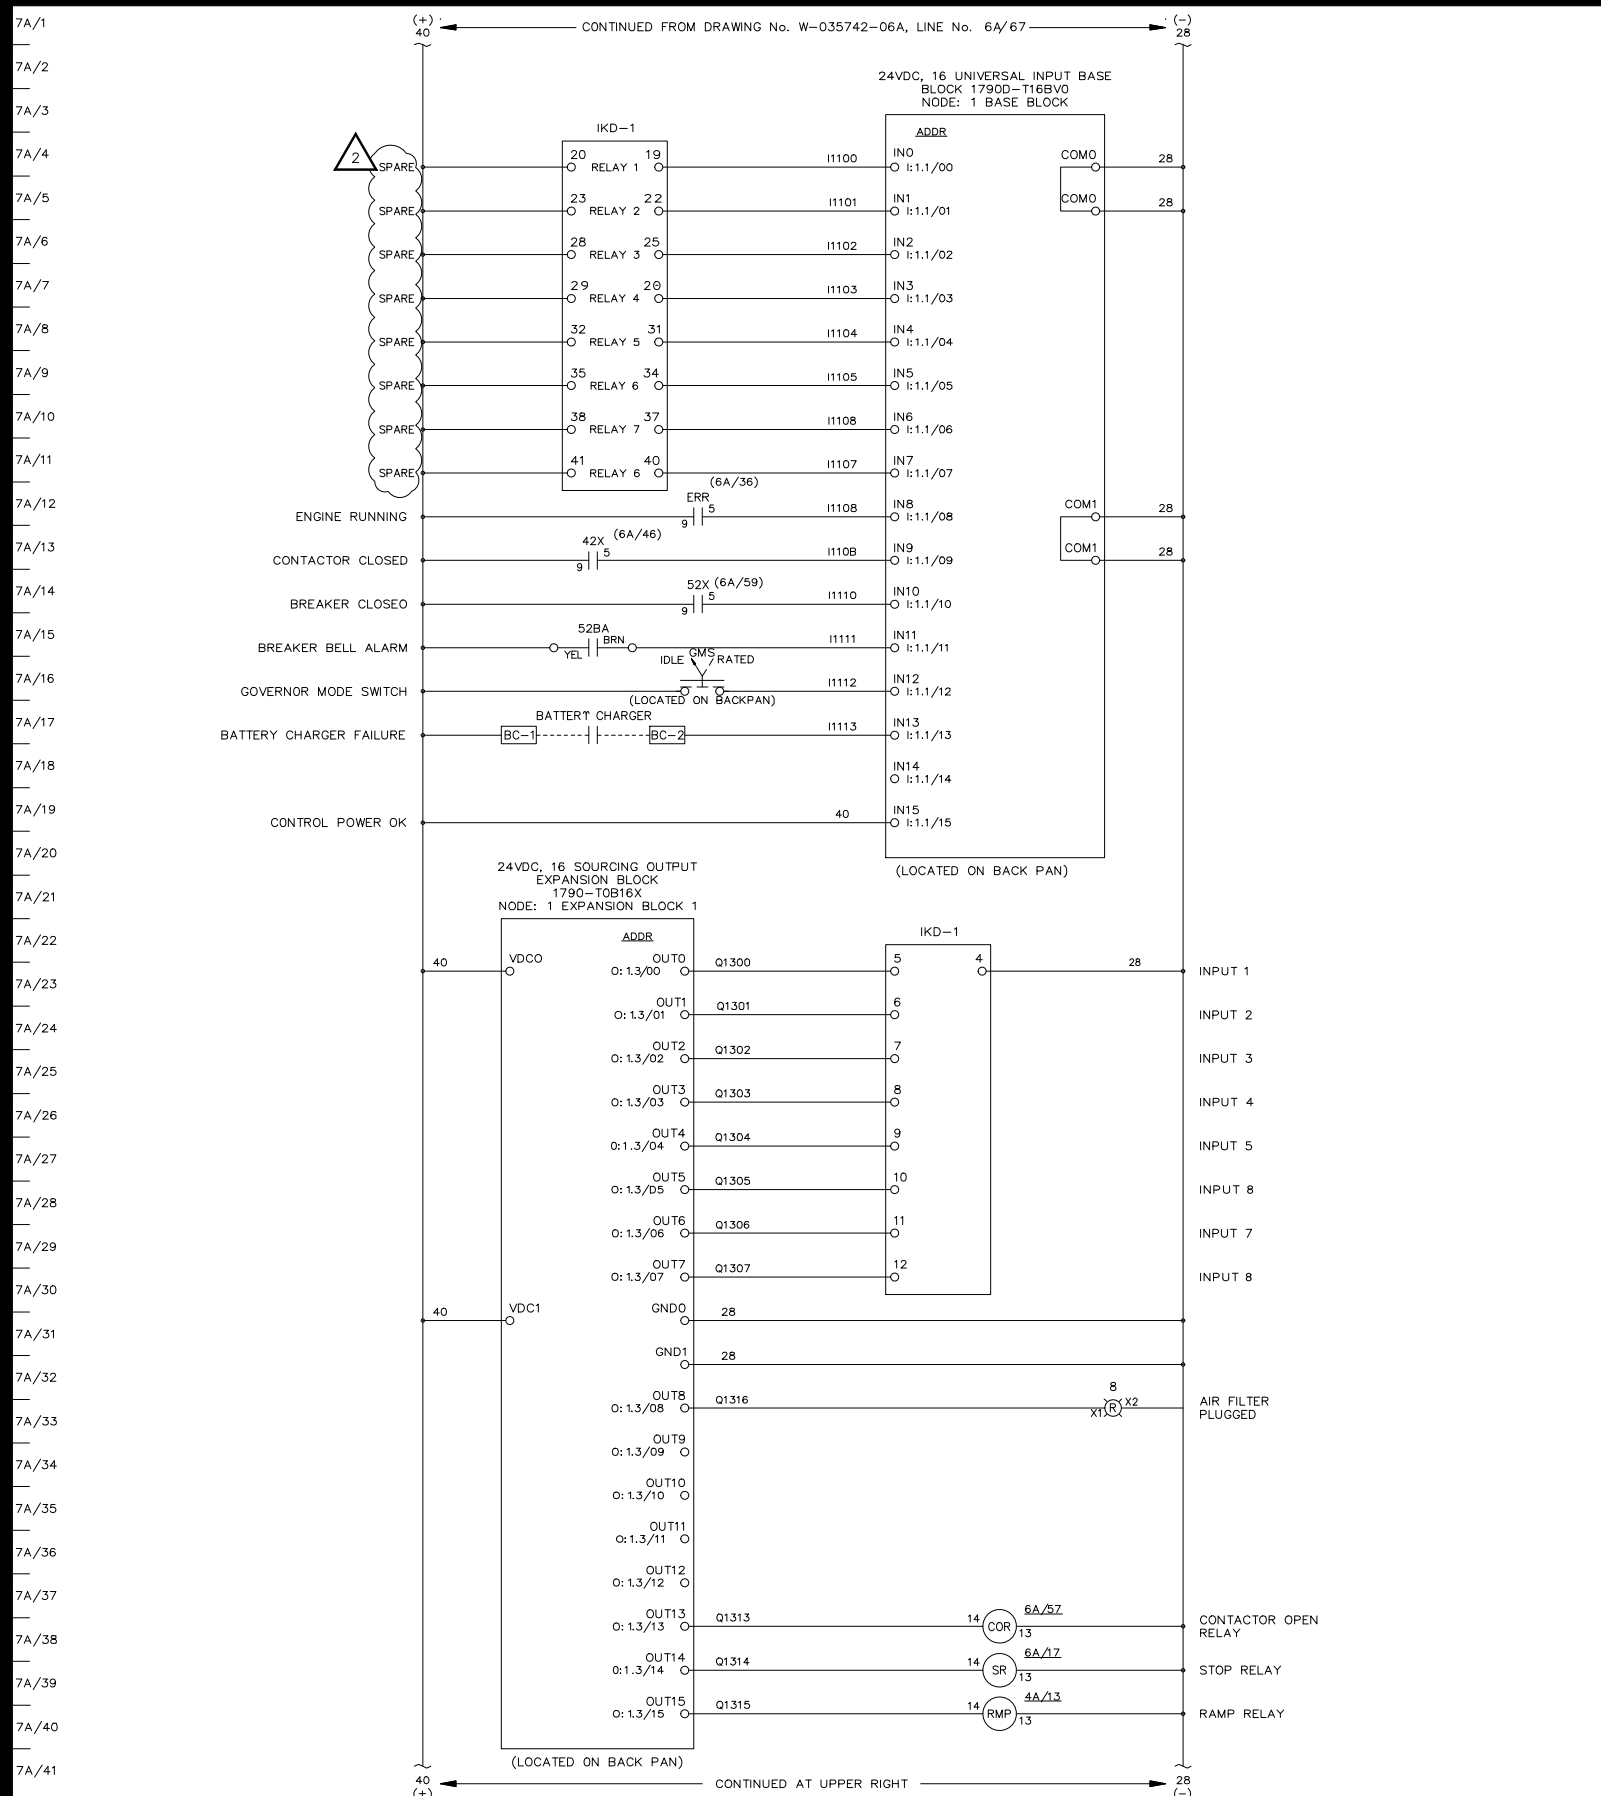 7A/1
(+)
40
CONTINUED FROM DRAWING No. W-035742-06A, LINE No. 6A/67
(-)
28
7A/2
24VDC, 16 UNIVERSAL INPUT BASE
BLOCK 1790D-T16BV0
NODE: 1 BASE BLOCK
7A/3
IKD-1
ADDR
7A/4
2
SPARE
20 RELAY 1 19
I1100
IN0
I:1.1/00
COM0
28
7A/5
SPARE
23 RELAY 2 22
I1101
IN1
I:1.1/01
COM0
28
7A/6
SPARE
28 RELAY 3 25
I1102
IN2
I:1.1/02
7A/7
SPARE
29 RELAY 4 20
I1103
IN3
I:1.1/03
7A/8
SPARE
32 RELAY 5 31
I1104
IN4
I:1.1/04
7A/9
SPARE
35 RELAY 6 34
I1105
IN5
I:1.1/05
7A/10
SPARE
38 RELAY 7 37
I1108
IN6
I:1.1/06
7A/11
SPARE
41 RELAY 6 40
I1107
IN7
I:1.1/07
(6A/36)
7A/12
ENGINE RUNNING
ERR
9 5
I1108
IN8
I:1.1/08
COM1
28
7A/13
CONTACTOR CLOSED
42X (6A/46)
9 5
I110B
IN9
I:1.1/09
COM1
28
7A/14
BREAKER CLOSEO
52X (6A/59)
9 5
I1110
IN10
I:1.1/10
7A/15
BREAKER BELL ALARM
52BA
YEL BRN
I1111
IN11
I:1.1/11
7A/16
GOVERNOR MODE SWITCH
IDLE GMS RATED
(LOCATED ON BACKPAN)
I1112
IN12
I:1.1/12
7A/17
BATTERY CHARGER FAILURE
BATTERY CHARGER
BC-1 BC-2
I1113
IN13
I:1.1/13
7A/18
IN14
I:1.1/14
7A/19
CONTROL POWER OK
40
IN15
I:1.1/15
7A/20
(LOCATED ON BACK PAN)
24VDC, 16 SOURCING OUTPUT
EXPANSION BLOCK
1790-T0B16X
NODE: 1 EXPANSION BLOCK 1
7A/21
7A/22
ADDR
IKD-1
40
VDC0
OUT0
O:1.3/00
Q1300
5 4
28
INPUT 1
7A/23
OUT1
O:1.3/01
Q1301
6
INPUT 2
7A/24
OUT2
O:1.3/02
Q1302
7
INPUT 3
7A/25
OUT3
O:1.3/03
Q1303
8
INPUT 4
7A/26
OUT4
O:1.3/04
Q1304
9
INPUT 5
7A/27
OUT5
O:1.3/D5
Q1305
10
INPUT 8
7A/28
OUT6
O:1.3/06
Q1306
11
INPUT 7
7A/29
OUT7
O:1.3/07
Q1307
12
INPUT 8
7A/30
40
VDC1
GND0
28
7A/31
GND1
28
7A/32
OUT8
O:1.3/08
Q1316
8
X1 R X2
AIR FILTER
PLUGGED
7A/33
OUT9
O:1.3/09
7A/34
OUT10
O:1.3/10
7A/35
OUT11
O:1.3/11
7A/36
OUT12
O:1.3/12
7A/37
OUT13
O:1.3/13
Q1313
14 COR 13
6A/57
CONTACTOR OPEN
RELAY
7A/38
OUT14
O:1.3/14
Q1314
14 SR 13
6A/17
STOP RELAY
7A/39
OUT15
O:1.3/15
Q1315
14 RMP 13
4A/13
RAMP RELAY
7A/40
(LOCATED ON BACK PAN)
7A/41
40
(+)
CONTINUED AT UPPER RIGHT
28
(-)